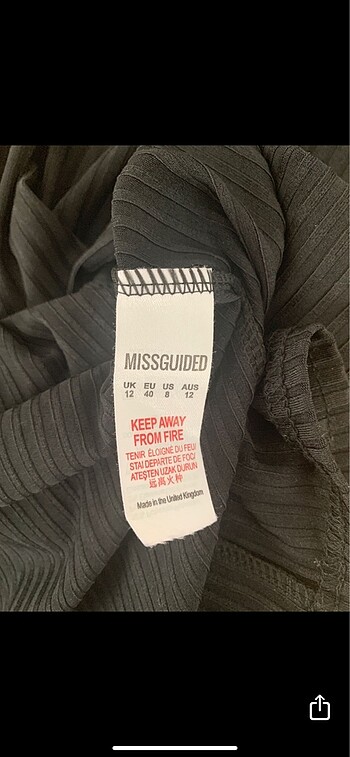 MISSGUIDED
UK EU US AUS
12 40 8 12
KEEP AWAY
FROM FIRE
TENIR ÉLOIGNÉ DU FEU
STAI DEPARTE DE FOC!
ATEŞTEN UZAK DURUN
远离火种
Made in the United Kingdom